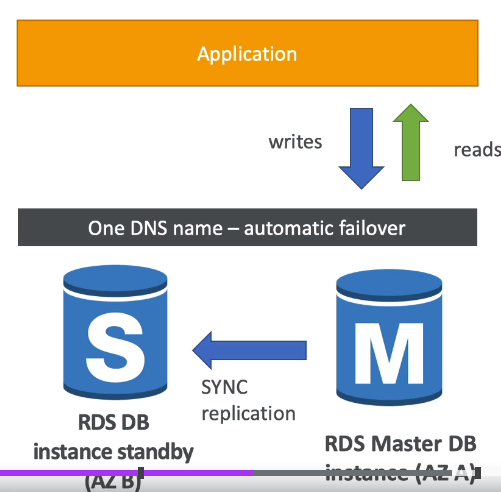 Application
writes
reads
One DNS name – automatic failover
S
M
SYNC
replication
RDS DB
instance standby
(AZ B)
RDS Master DB
instance (AZ A)